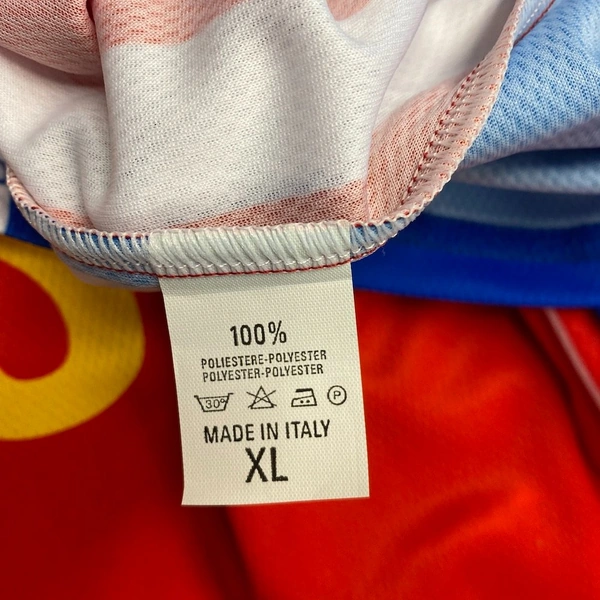 100%
POLIESTERE-POLYESTER
POLYESTER-POLYESTER
30° P
MADE IN ITALY
XL